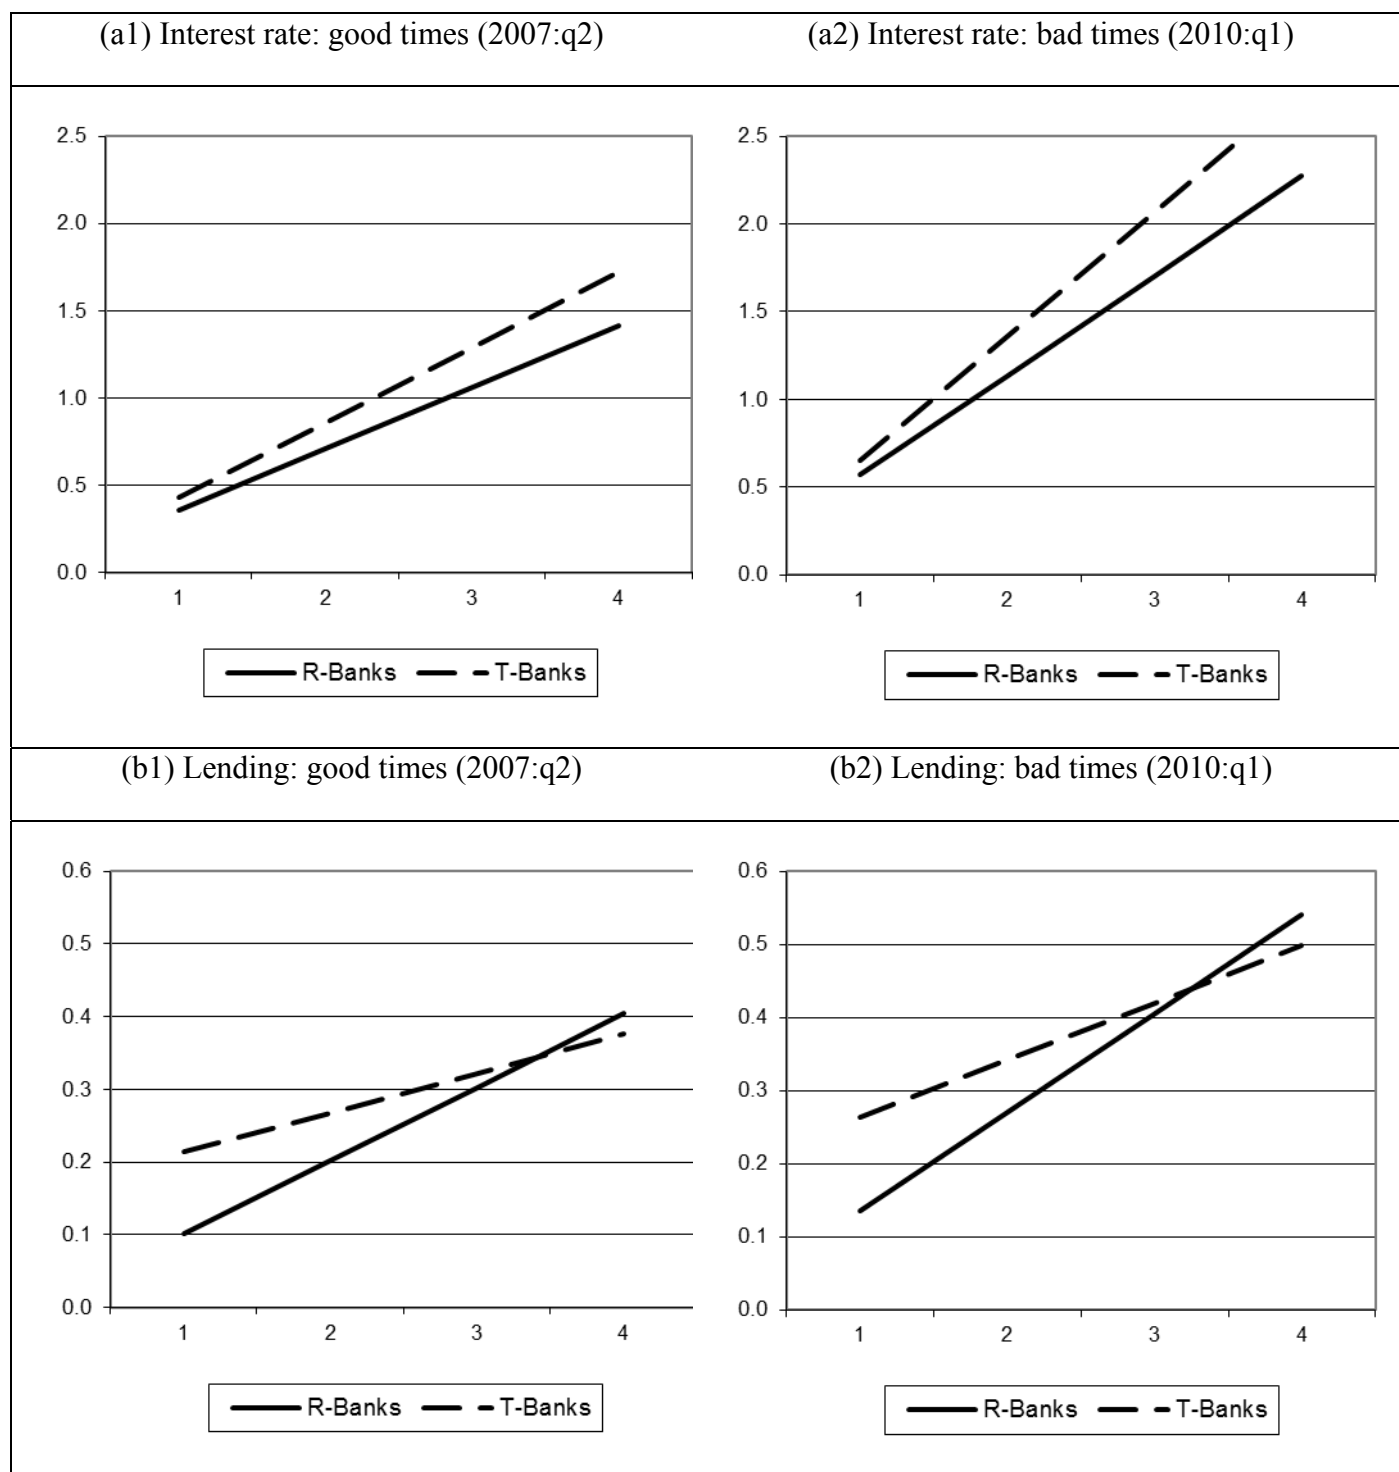 (a1) Interest rate: good times (2007:q2)
(a2) Interest rate: bad times (2010:q1)
2.5
2.0
1.5
1.0
0.5
0.0
1 2 3 4
R-Banks T-Banks
2.5
2.0
1.5
1.0
0.5
0.0
1 2 3 4
R-Banks T-Banks
(b1) Lending: good times (2007:q2)
(b2) Lending: bad times (2010:q1)
0.6
0.5
0.4
0.3
0.2
0.1
0.0
1 2 3 4
R-Banks T-Banks
0.6
0.5
0.4
0.3
0.2
0.1
0.0
1 2 3 4
R-Banks T-Banks